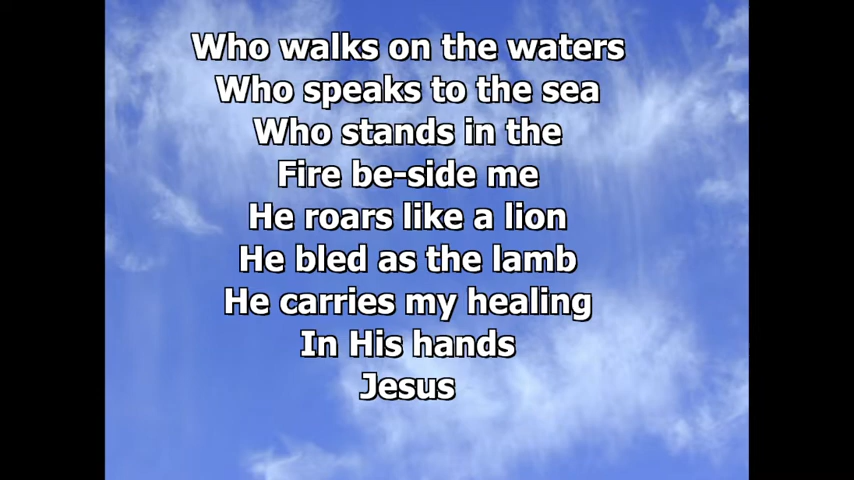 Who walks on the waters
Who speaks to the sea
Who stands in the
Fire be-side me
He roars like a lion
He bled as the lamb
He carries my healing
In His hands
Jesus